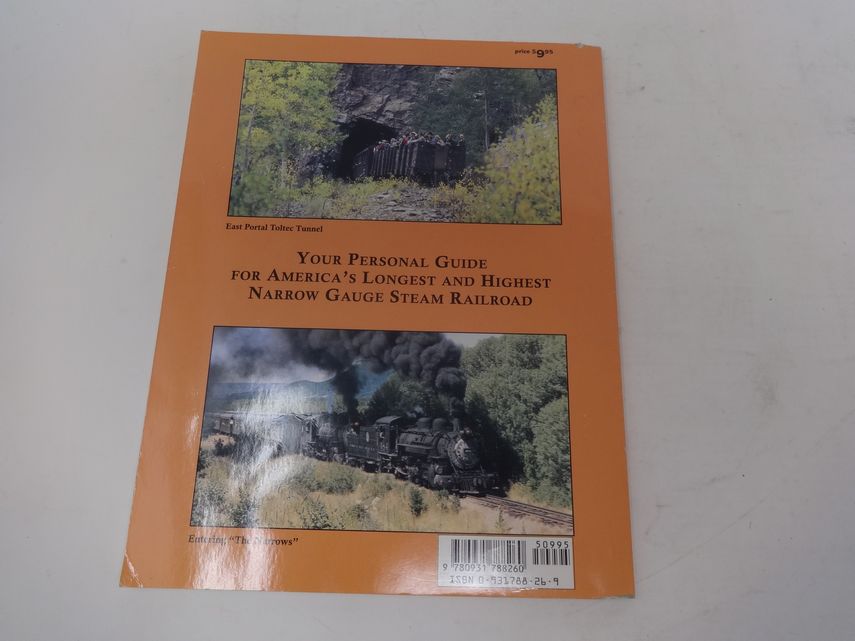 price $9.95
East Portal Toltec Tunnel
YOUR PERSONAL GUIDE
FOR AMERICA'S LONGEST AND HIGHEST
NARROW GAUGE STEAM RAILROAD
Entering "The Narrows"
50995
9 780931 788260
ISBN 0-931788-26-9